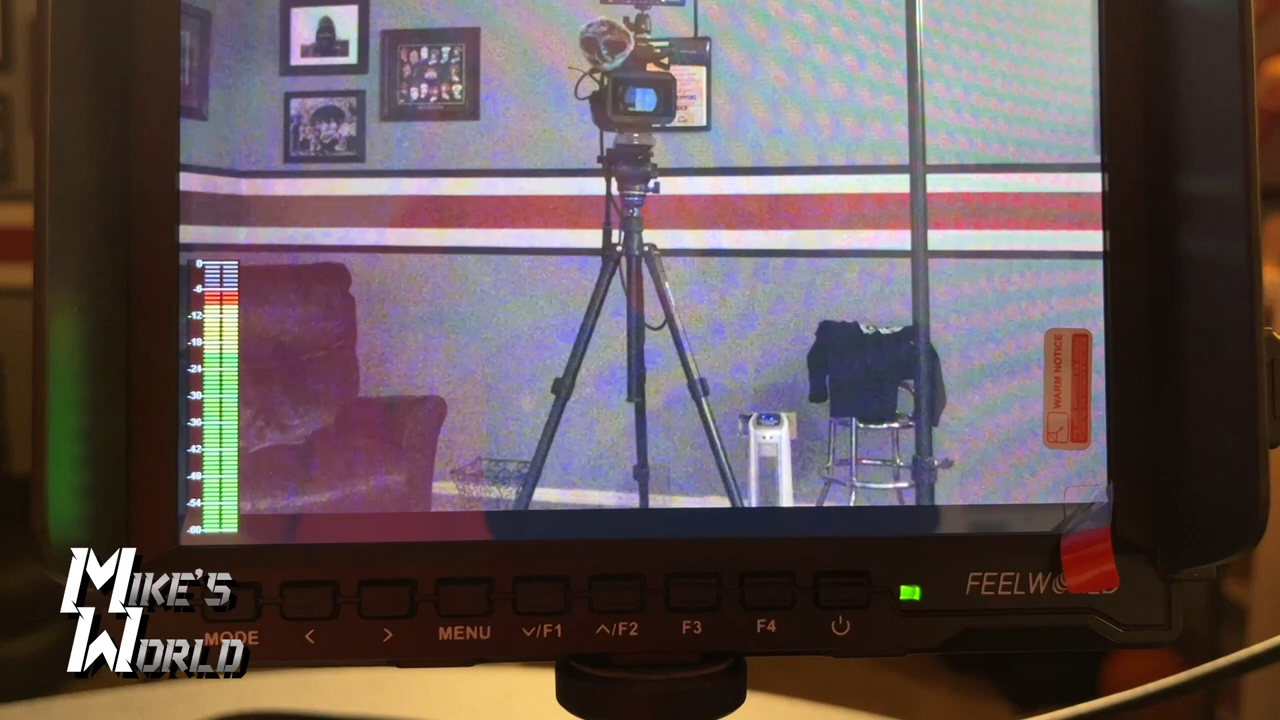 0
-6
-12
-18
-24
-30
-36
-42
-48
-54
-60
WARM NOTICE
FEELWORLD
MODE
<
>
MENU
∨/F1
∧/F2
F3
F4
MIKE'S
WORLD